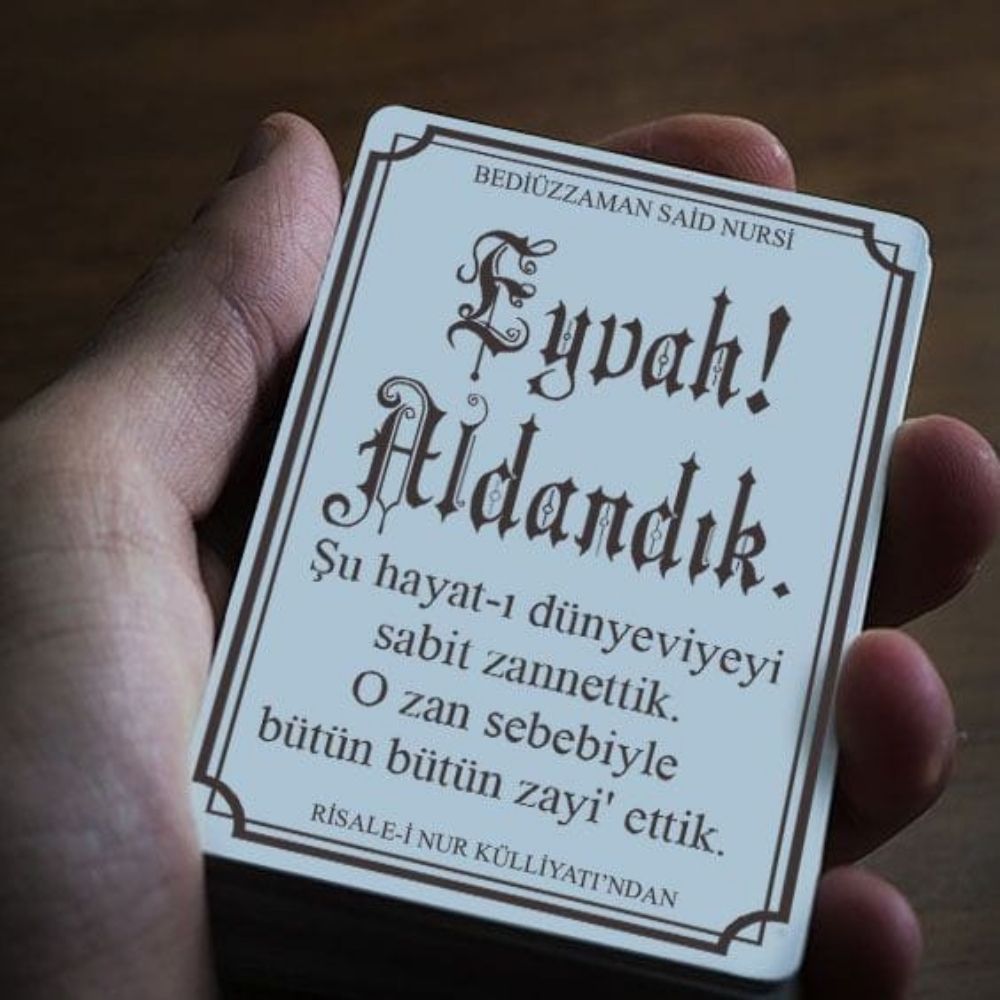 BEDİÜZZAMAN SAİD NURSİ
Eyvah!
Aldandık.
Şu hayat-ı dünyeviyeyi
sabit zannettik.
O zan sebebiyle
bütün bütün zayi' ettik.
RİSALE-İ NUR KÜLLİYATI'NDAN